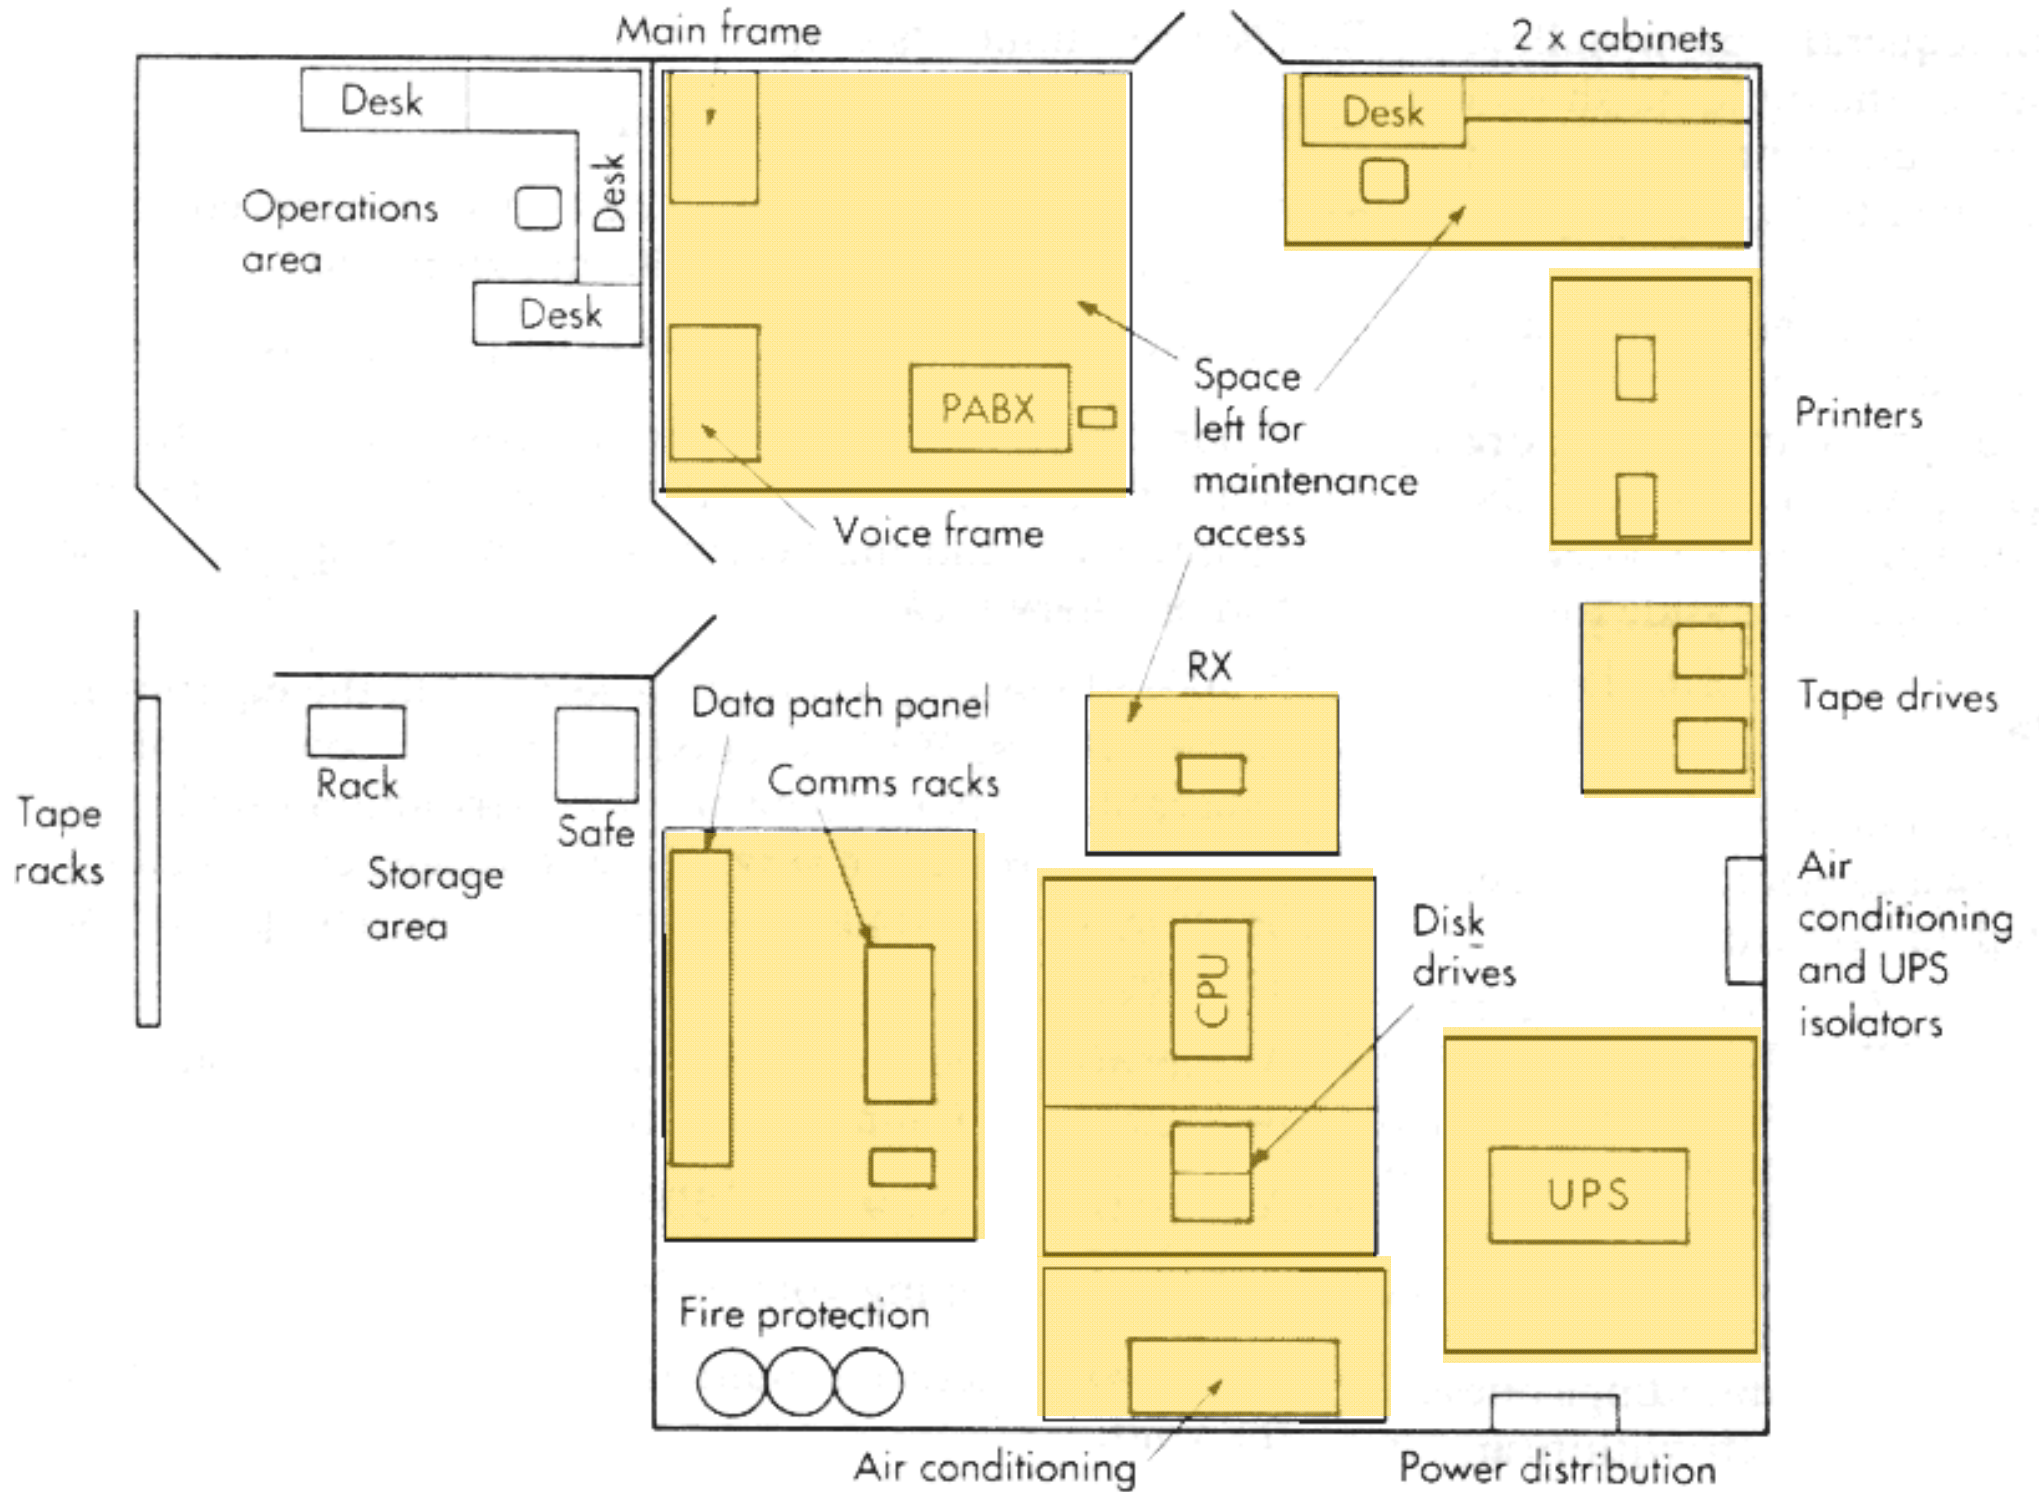 Main frame
2 x cabinets
Desk
Desk
Desk
Operations
area
Desk
Space
left for
maintenance
access
PABX
Printers
Voice frame
RX
Data patch panel
Tape drives
Comms racks
Rack
Safe
Tape
racks
Storage
area
Air
conditioning
and UPS
isolators
Disk
drives
CPU
UPS
Fire protection
Air conditioning
Power distribution